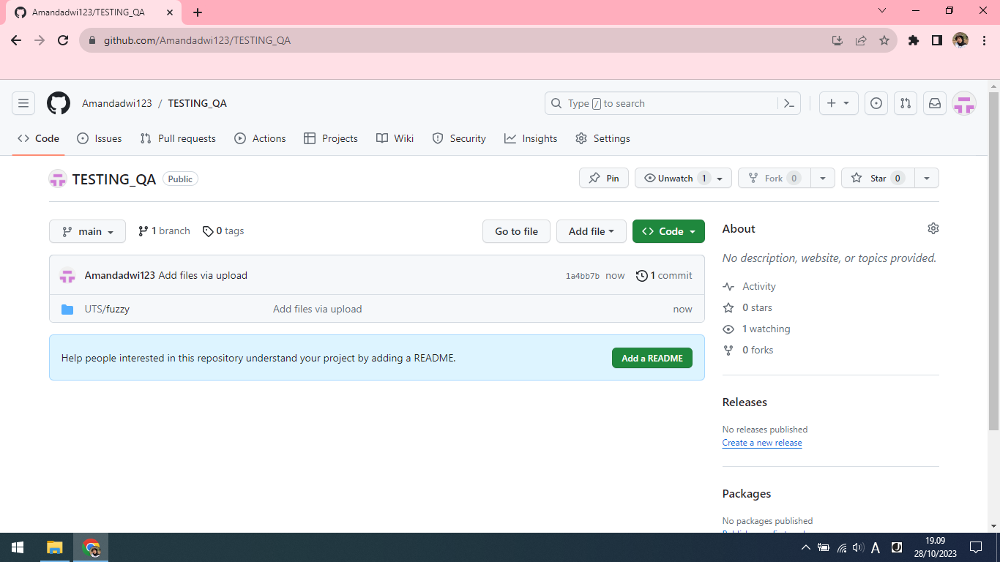 Amandadwi123/TESTING_QA
github.com/Amandadwi123/TESTING_QA
Amandadwi123 / TESTING_QA
Type / to search
Code Issues Pull requests Actions Projects Wiki Security Insights Settings
TESTING_QA Public
Pin Unwatch 1 Fork 0 Star 0
main 1 branch 0 tags
Go to file Add file Code
Amandadwi123 Add files via upload 1a4bb7b now 1 commit
UTS/fuzzy Add files via upload now
Help people interested in this repository understand your project by adding a README. Add a README
About
No description, website, or topics provided.
Activity
0 stars
1 watching
0 forks
Releases
No releases published
Create a new release
Packages
No packages published
A
19.09
28/10/2023